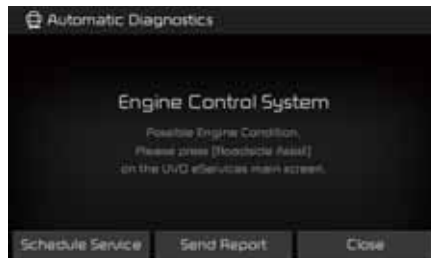 Automatic Diagnostics
Engine Control System
Possible Engine Condition.
Please press [Roadside Assist]
on the UVO eServices main screen.
Schedule Service
Send Report
Close